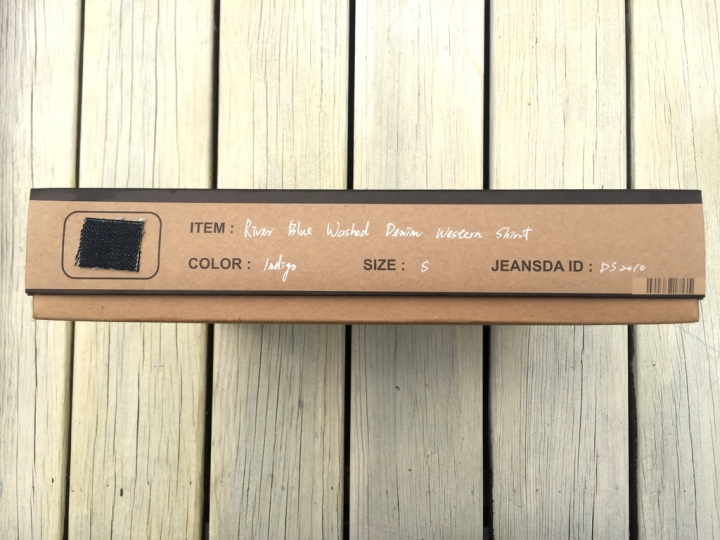 ITEM : River Blue Washed Denim Western Shirt
COLOR : Indigo SIZE : S JEANSDA ID : DS2010